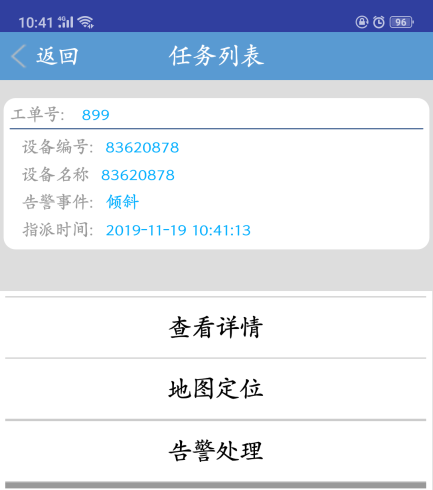 10:41 4G 96
返回 任务列表
工单号: 899
设备编号: 83620878
设备名称 83620878
告警事件: 倾斜
指派时间: 2019-11-19 10:41:13
查看详情
地图定位
告警处理